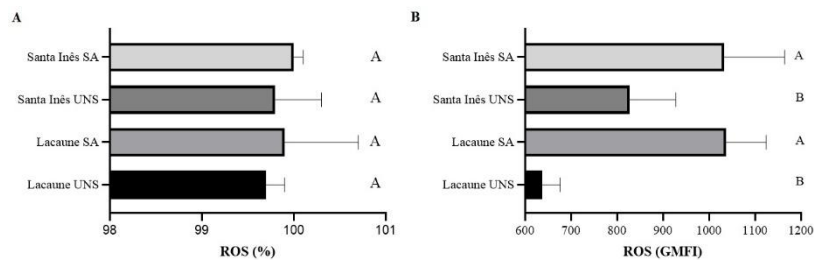 A
Santa Inês SA
A
Santa Inês UNS
A
Lacaune SA
A
Lacaune UNS
A
98 99 100 101
ROS (%)
B
Santa Inês SA
A
Santa Inês UNS
B
Lacaune SA
A
Lacaune UNS
B
600 700 800 900 1000 1100 1200
ROS (GMFI)